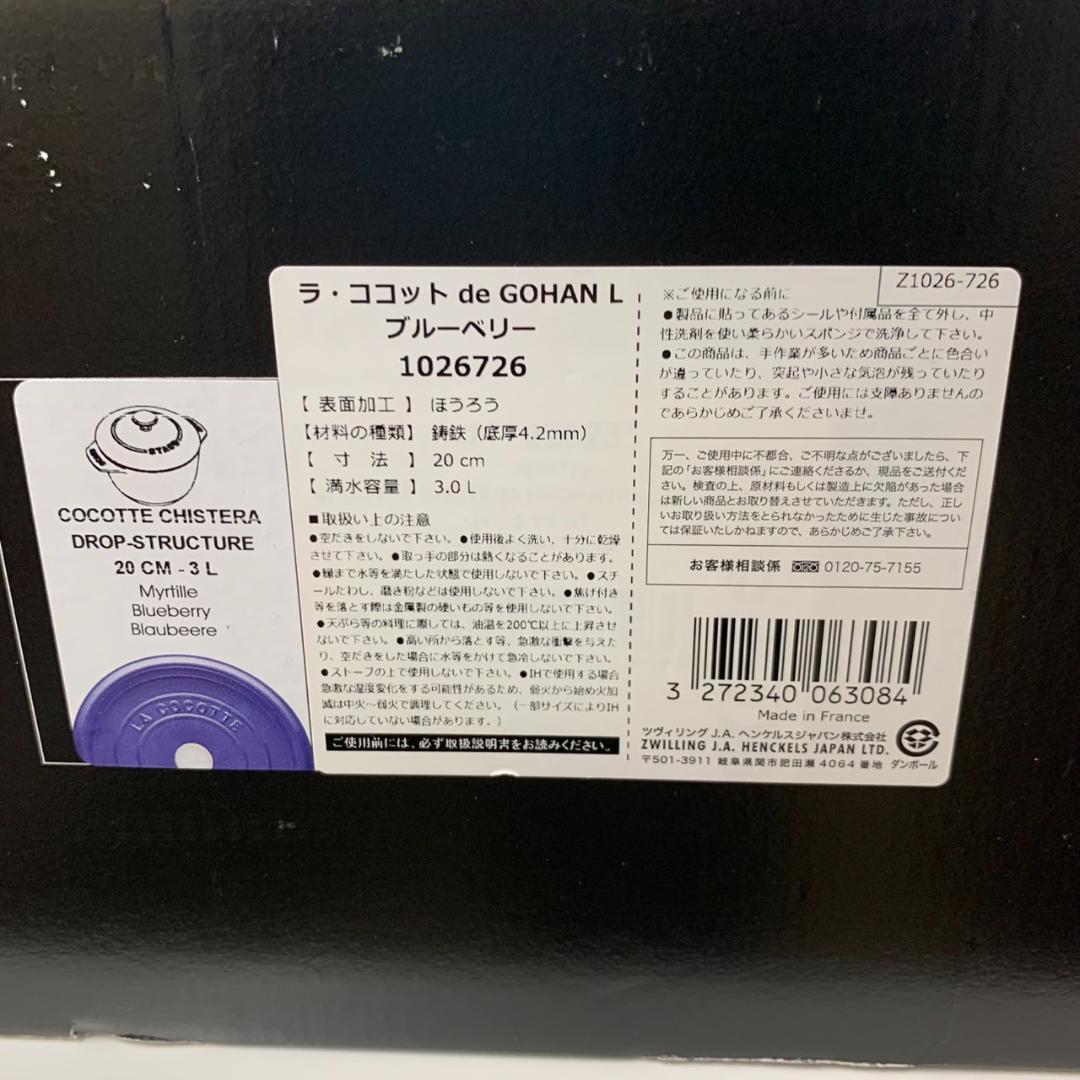 STAUB
COCOTTE CHISTERA
DROP-STRUCTURE
20 CM - 3 L
Myrtille
Blueberry
Blaubeere
LA COCOTTE
ラ・ココット de GOHAN L
ブルーベリー
1026726
【 表面加工 】 ほうろう
【材料の種類】 鋳鉄（底厚4.2mm）
【 寸 法 】 20 cm
【 満水容量 】 3.0 L
■取扱い上の注意
●空だきをしないで下さい。●使用後よく洗い、十分に乾燥
させて下さい。●取っ手の部分は熱くなることがあります。
●縁まで水等を満たした状態で使用しないで下さい。●スチ
ールたわし、磨き粉などは使用しないで下さい。●焦げ付き
等を落とす際は金属製の硬いもの等を使用しないで下さい。
●天ぷら等の料理に際しては、油温を200℃以上に上昇させ
ないで下さい。●高い所から落とす等、急激な衝撃を与えた
り、空だきをした場合に水等をかけて急冷しないで下さい。
●ストーブの上で使用しないで下さい。●IHで使用する場合
急激な温度変化をする可能性があるため、弱火から始め火加
減は中火〜弱火で調理してください。（一部サイズによりIH
に対応していない場合があります。）
ご使用前には、必ず取扱説明書をお読みください。
Z1026-726
※ご使用になる前に
●製品に貼ってあるシールや付属品を全て外し、中
性洗剤を使い柔らかいスポンジで洗浄して下さい。
●この商品は、手作業が多いため商品ごとに色合い
が違っていたり、突起や小さな気泡が残っていたり
することがあります。ご使用には支障ありませんの
であらかじめご了承くださいませ。
万一、ご使用中に不都合、ご不明な点がございましたら、下
記の「お客様相談係」にご連絡くださるか、現品をご送付くだ
さい。検査の上、原材料もしくは製造上に欠陥があった場合
は新しい商品とお取り替えさせていただきます。ただし、正し
いお取り扱い方法をとられなかったために生じた事故につい
ては保証いたしかねますので、あらかじめご了承下さい。
お客様相談係 0120-75-7155
3 272340 063084
Made in France
ツヴィリング J.A. ヘンケルスジャパン株式会社
ZWILLING J.A. HENCKELS JAPAN LTD.
〒501-3911 岐阜県関市肥田瀬 4064 番地
ダンボール